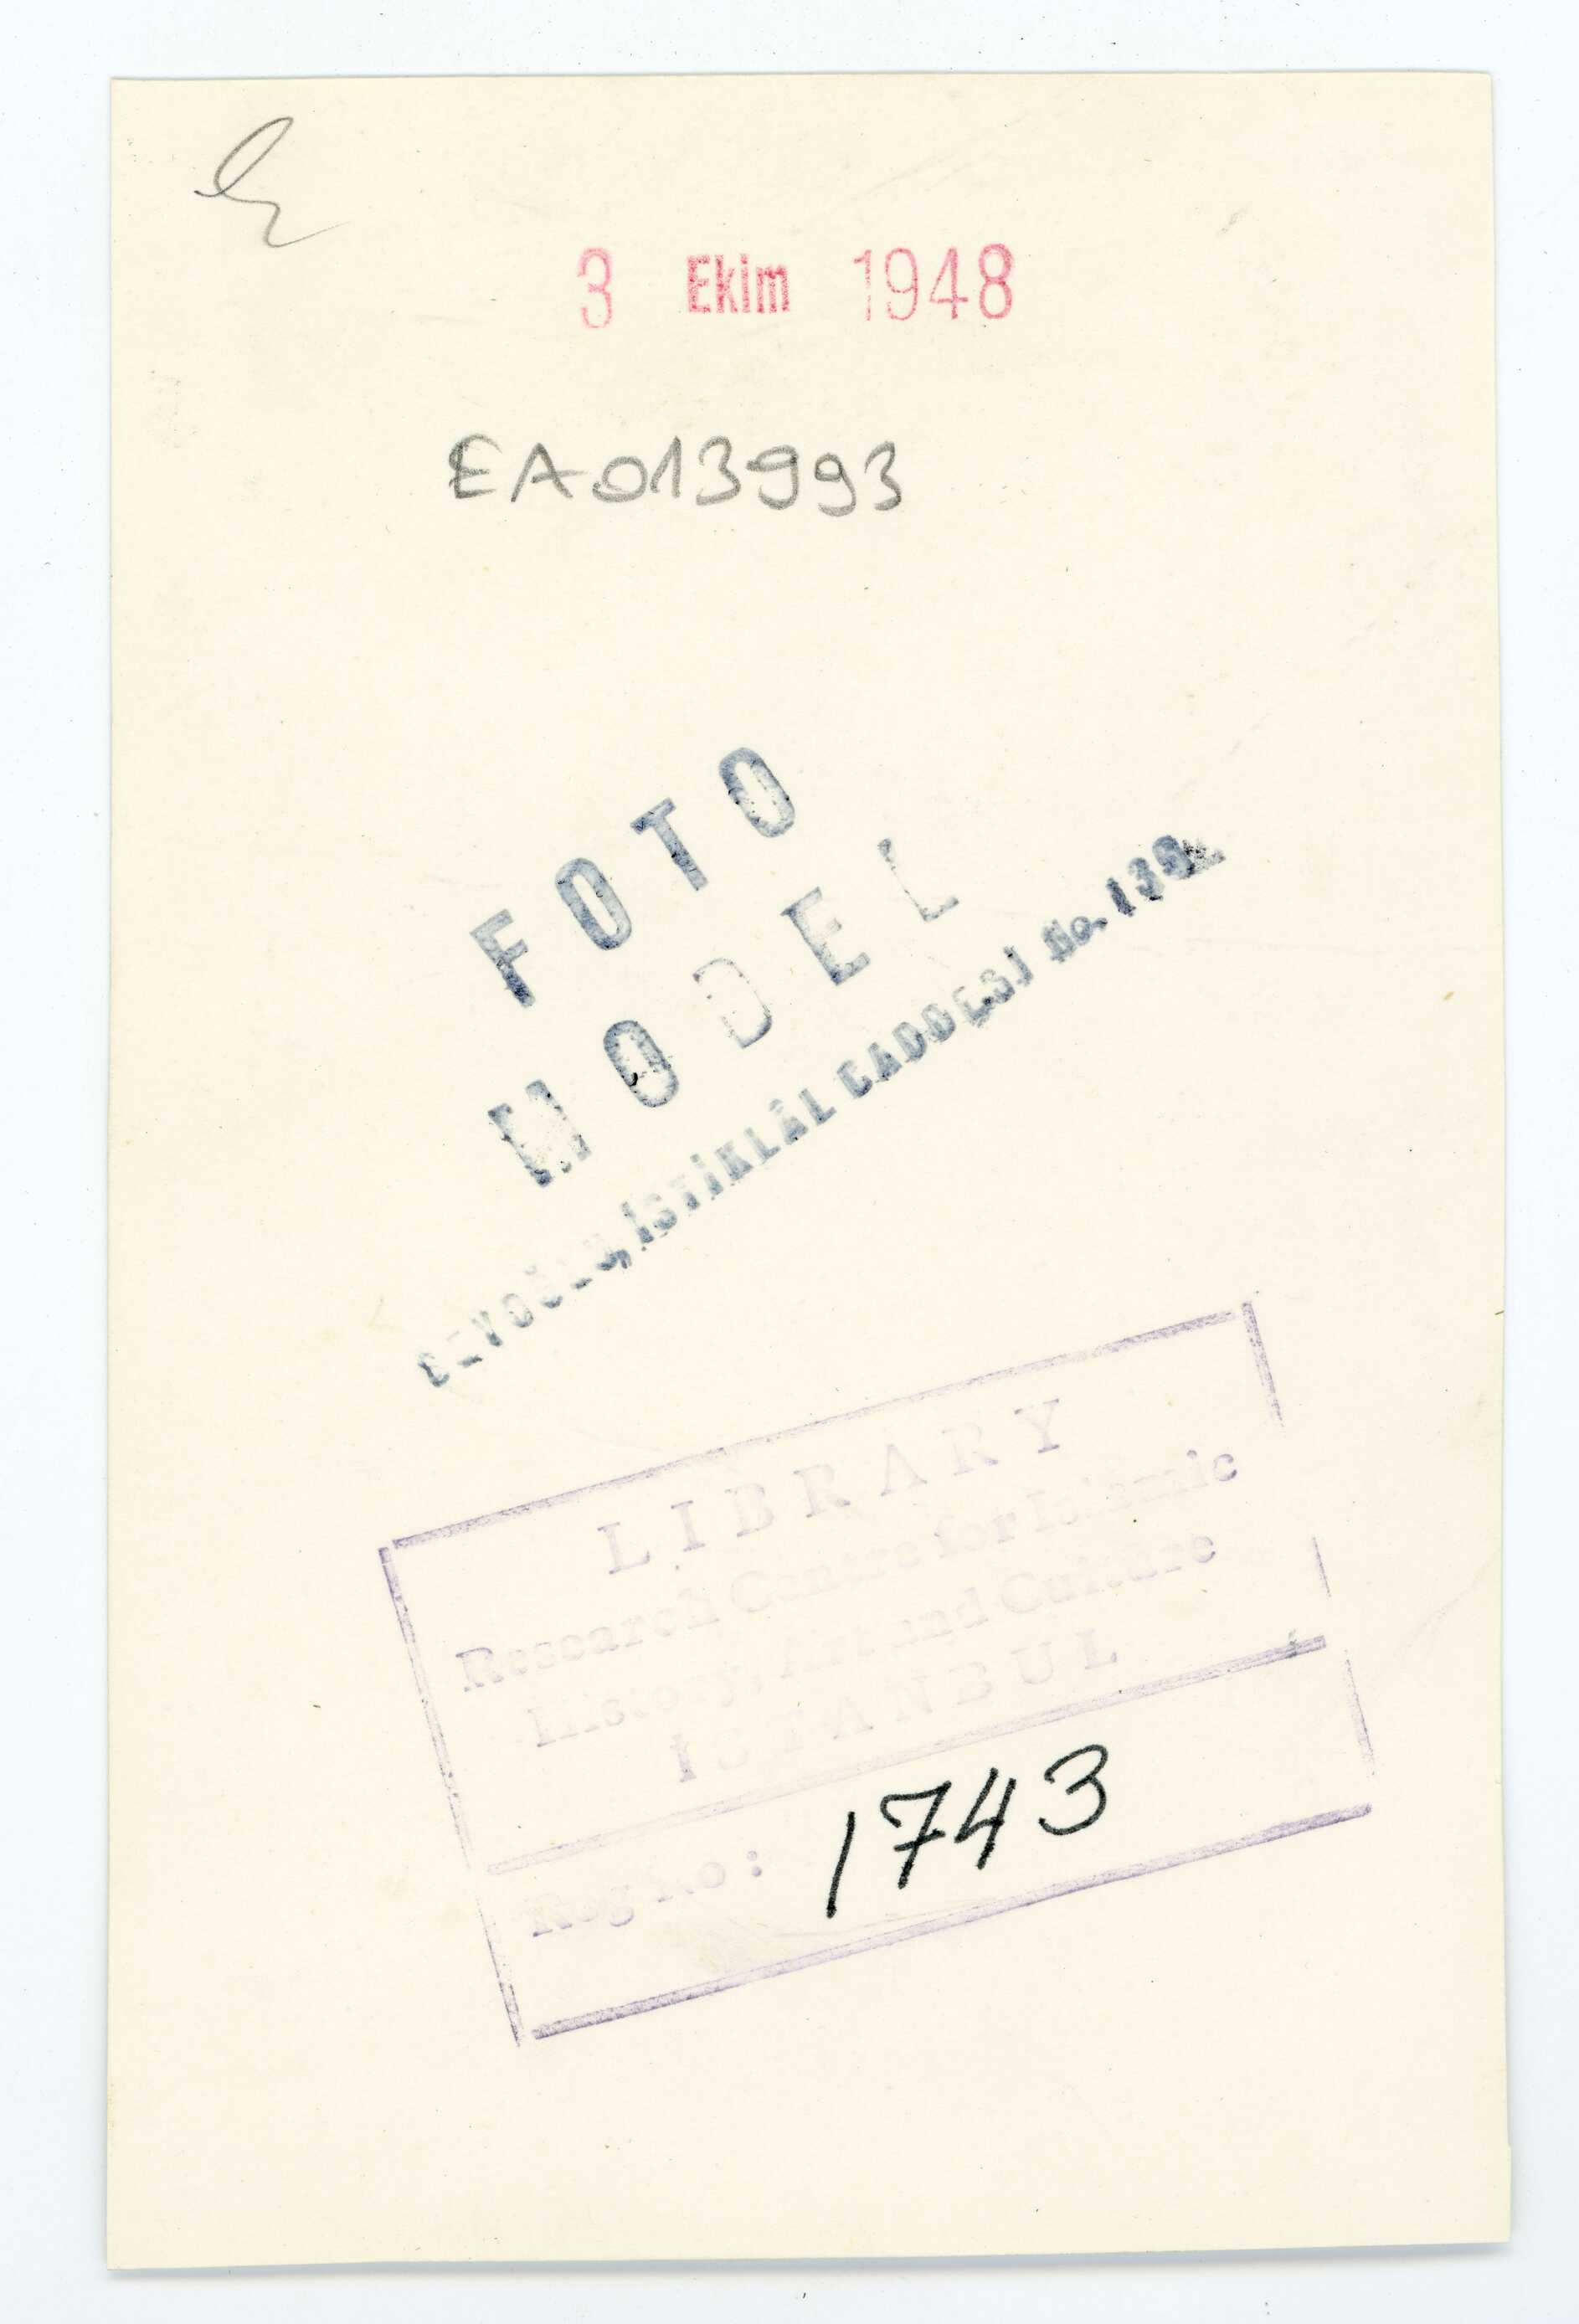 3 Ekim 1948
EA013993
FOTO
MODEL
BEYOĞLU, İSTİKLÂL CADDESİ No.
LIBRARY
Research Centre for Islamic
History, Art and Culture
ISTANBUL
Reg No: 1743